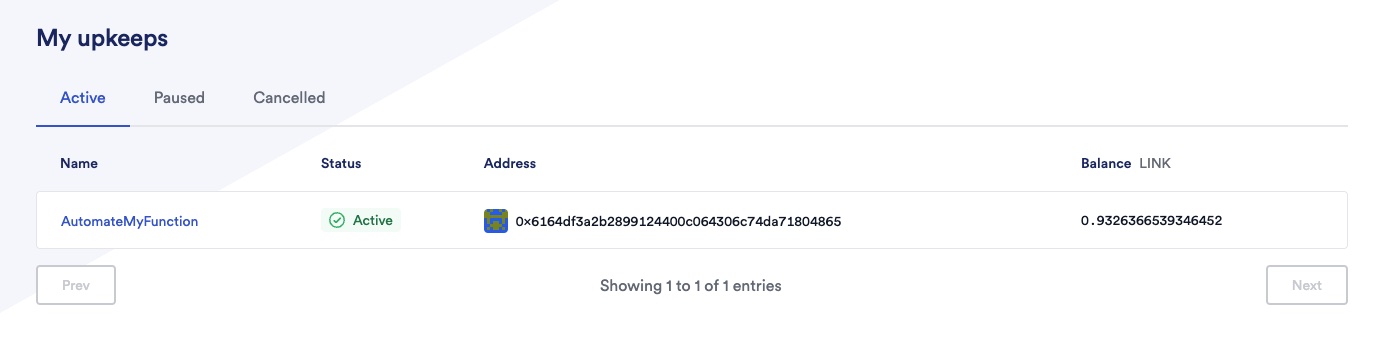 My upkeeps
Active Paused Cancelled
Name Status Address Balance LINK
AutomateMyFunction Active 0x6164df3a2b2899124400c064306c74da71804865 0.9326366539346452
Prev Showing 1 to 1 of 1 entries Next